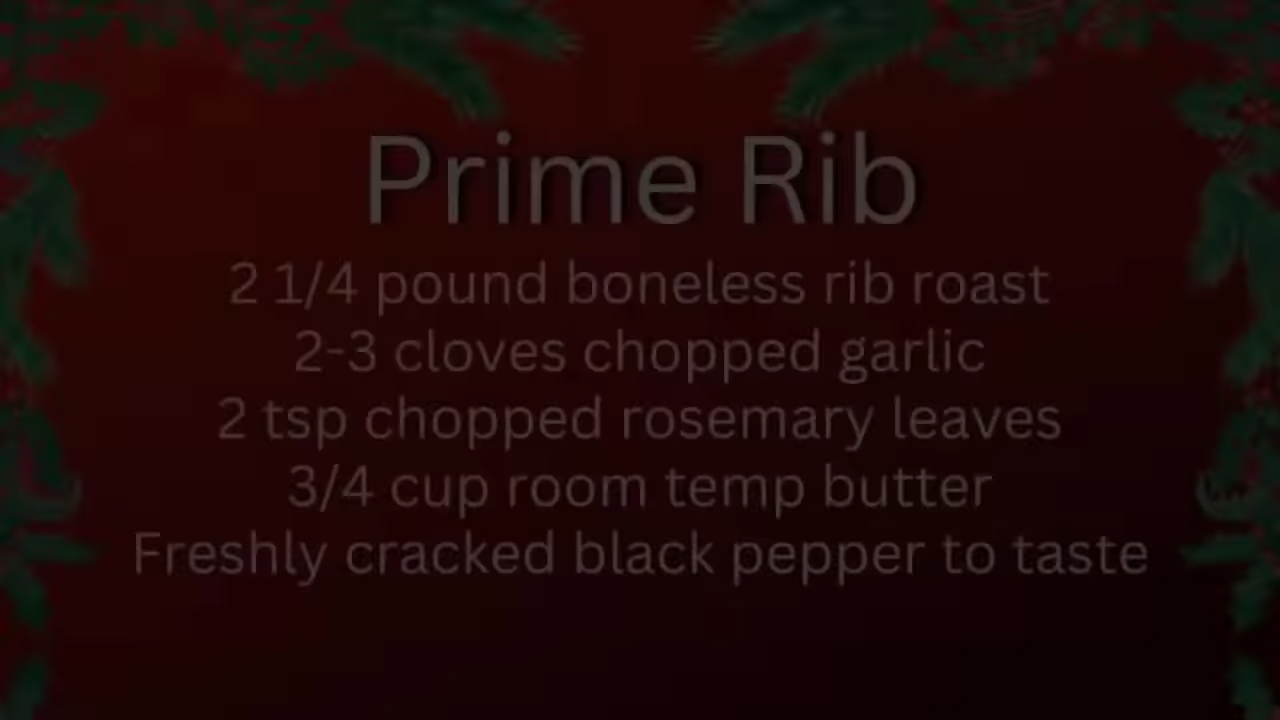 Prime Rib
2 1/4 pound boneless rib roast
2-3 cloves chopped garlic
2 tsp chopped rosemary leaves
3/4 cup room temp butter
Freshly cracked black pepper to taste